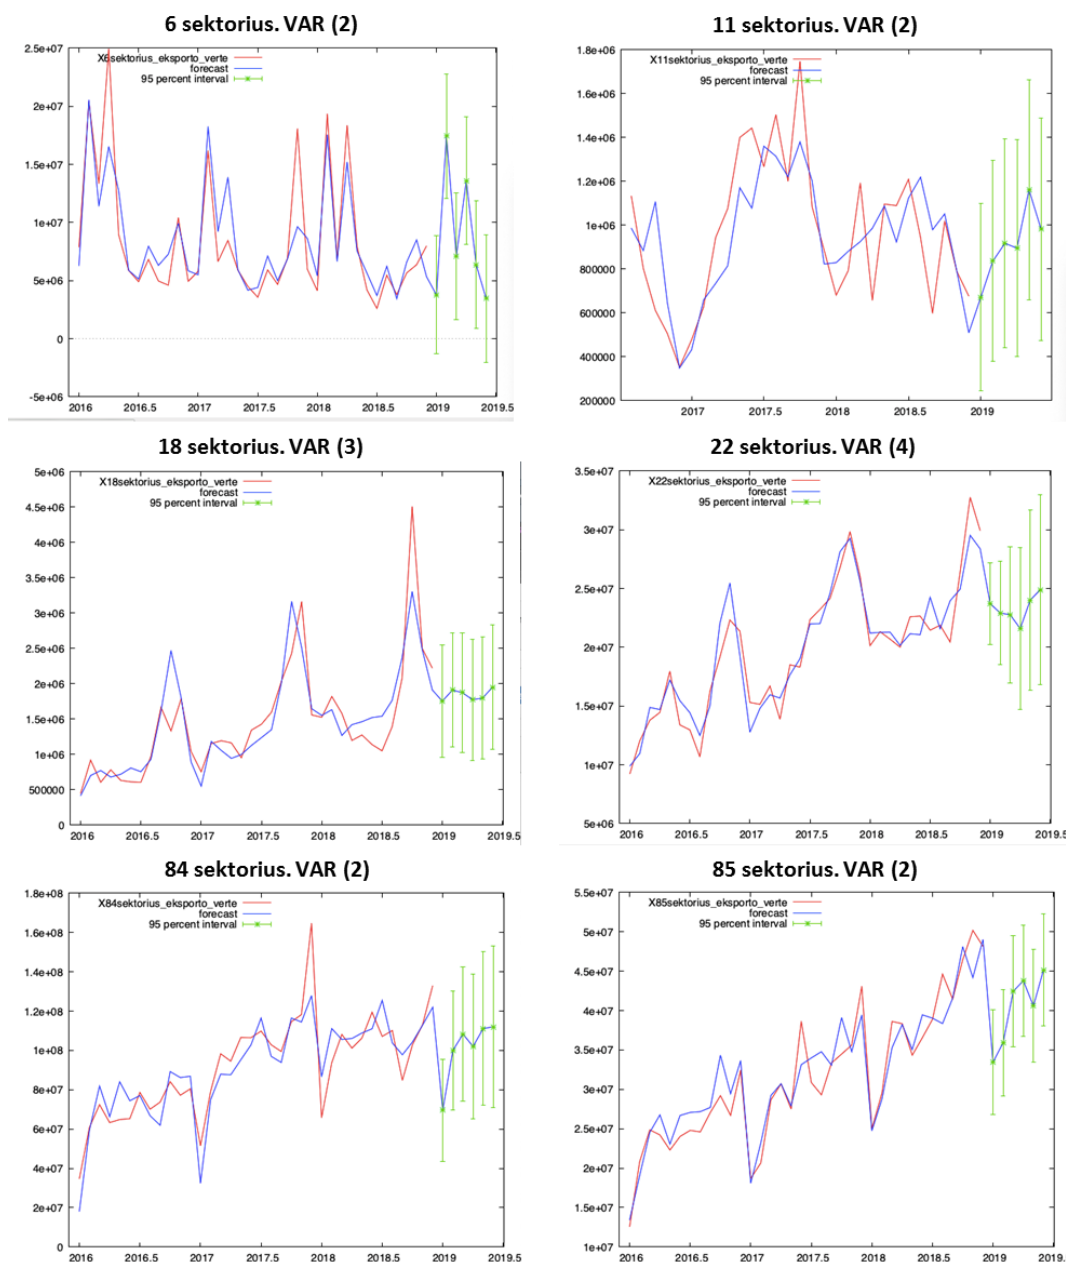 6 sektorius. VAR (2)
X6sektorius_eksporto_verte
forecast
95 percent interval
2.5e+07
2e+07
1.5e+07
1e+07
5e+06
0
-5e+06
2016 2016.5 2017 2017.5 2018 2018.5 2019 2019.5
11 sektorius. VAR (2)
X11sektorius_eksporto_verte
forecast
95 percent interval
1.8e+06
1.6e+06
1.4e+06
1.2e+06
1e+06
800000
600000
400000
200000
2017 2017.5 2018 2018.5 2019
18 sektorius. VAR (3)
X18sektorius_eksporto_verte
forecast
95 percent interval
5e+06
4.5e+06
4e+06
3.5e+06
3e+06
2.5e+06
2e+06
1.5e+06
1e+06
500000
0
2016 2016.5 2017 2017.5 2018 2018.5 2019 2019.5
22 sektorius. VAR (4)
X22sektorius_eksporto_verte
forecast
95 percent interval
3.5e+07
3e+07
2.5e+07
2e+07
1.5e+07
1e+07
5e+06
2016 2016.5 2017 2017.5 2018 2018.5 2019 2019.5
84 sektorius. VAR (2)
X84sektorius_eksporto_verte
forecast
95 percent interval
1.8e+08
1.6e+08
1.4e+08
1.2e+08
1e+08
8e+07
6e+07
4e+07
2e+07
0
2016 2016.5 2017 2017.5 2018 2018.5 2019 2019.5
85 sektorius. VAR (2)
X85sektorius_eksporto_verte
forecast
95 percent interval
5.5e+07
5e+07
4.5e+07
4e+07
3.5e+07
3e+07
2.5e+07
2e+07
1.5e+07
1e+07
2016 2016.5 2017 2017.5 2018 2018.5 2019 2019.